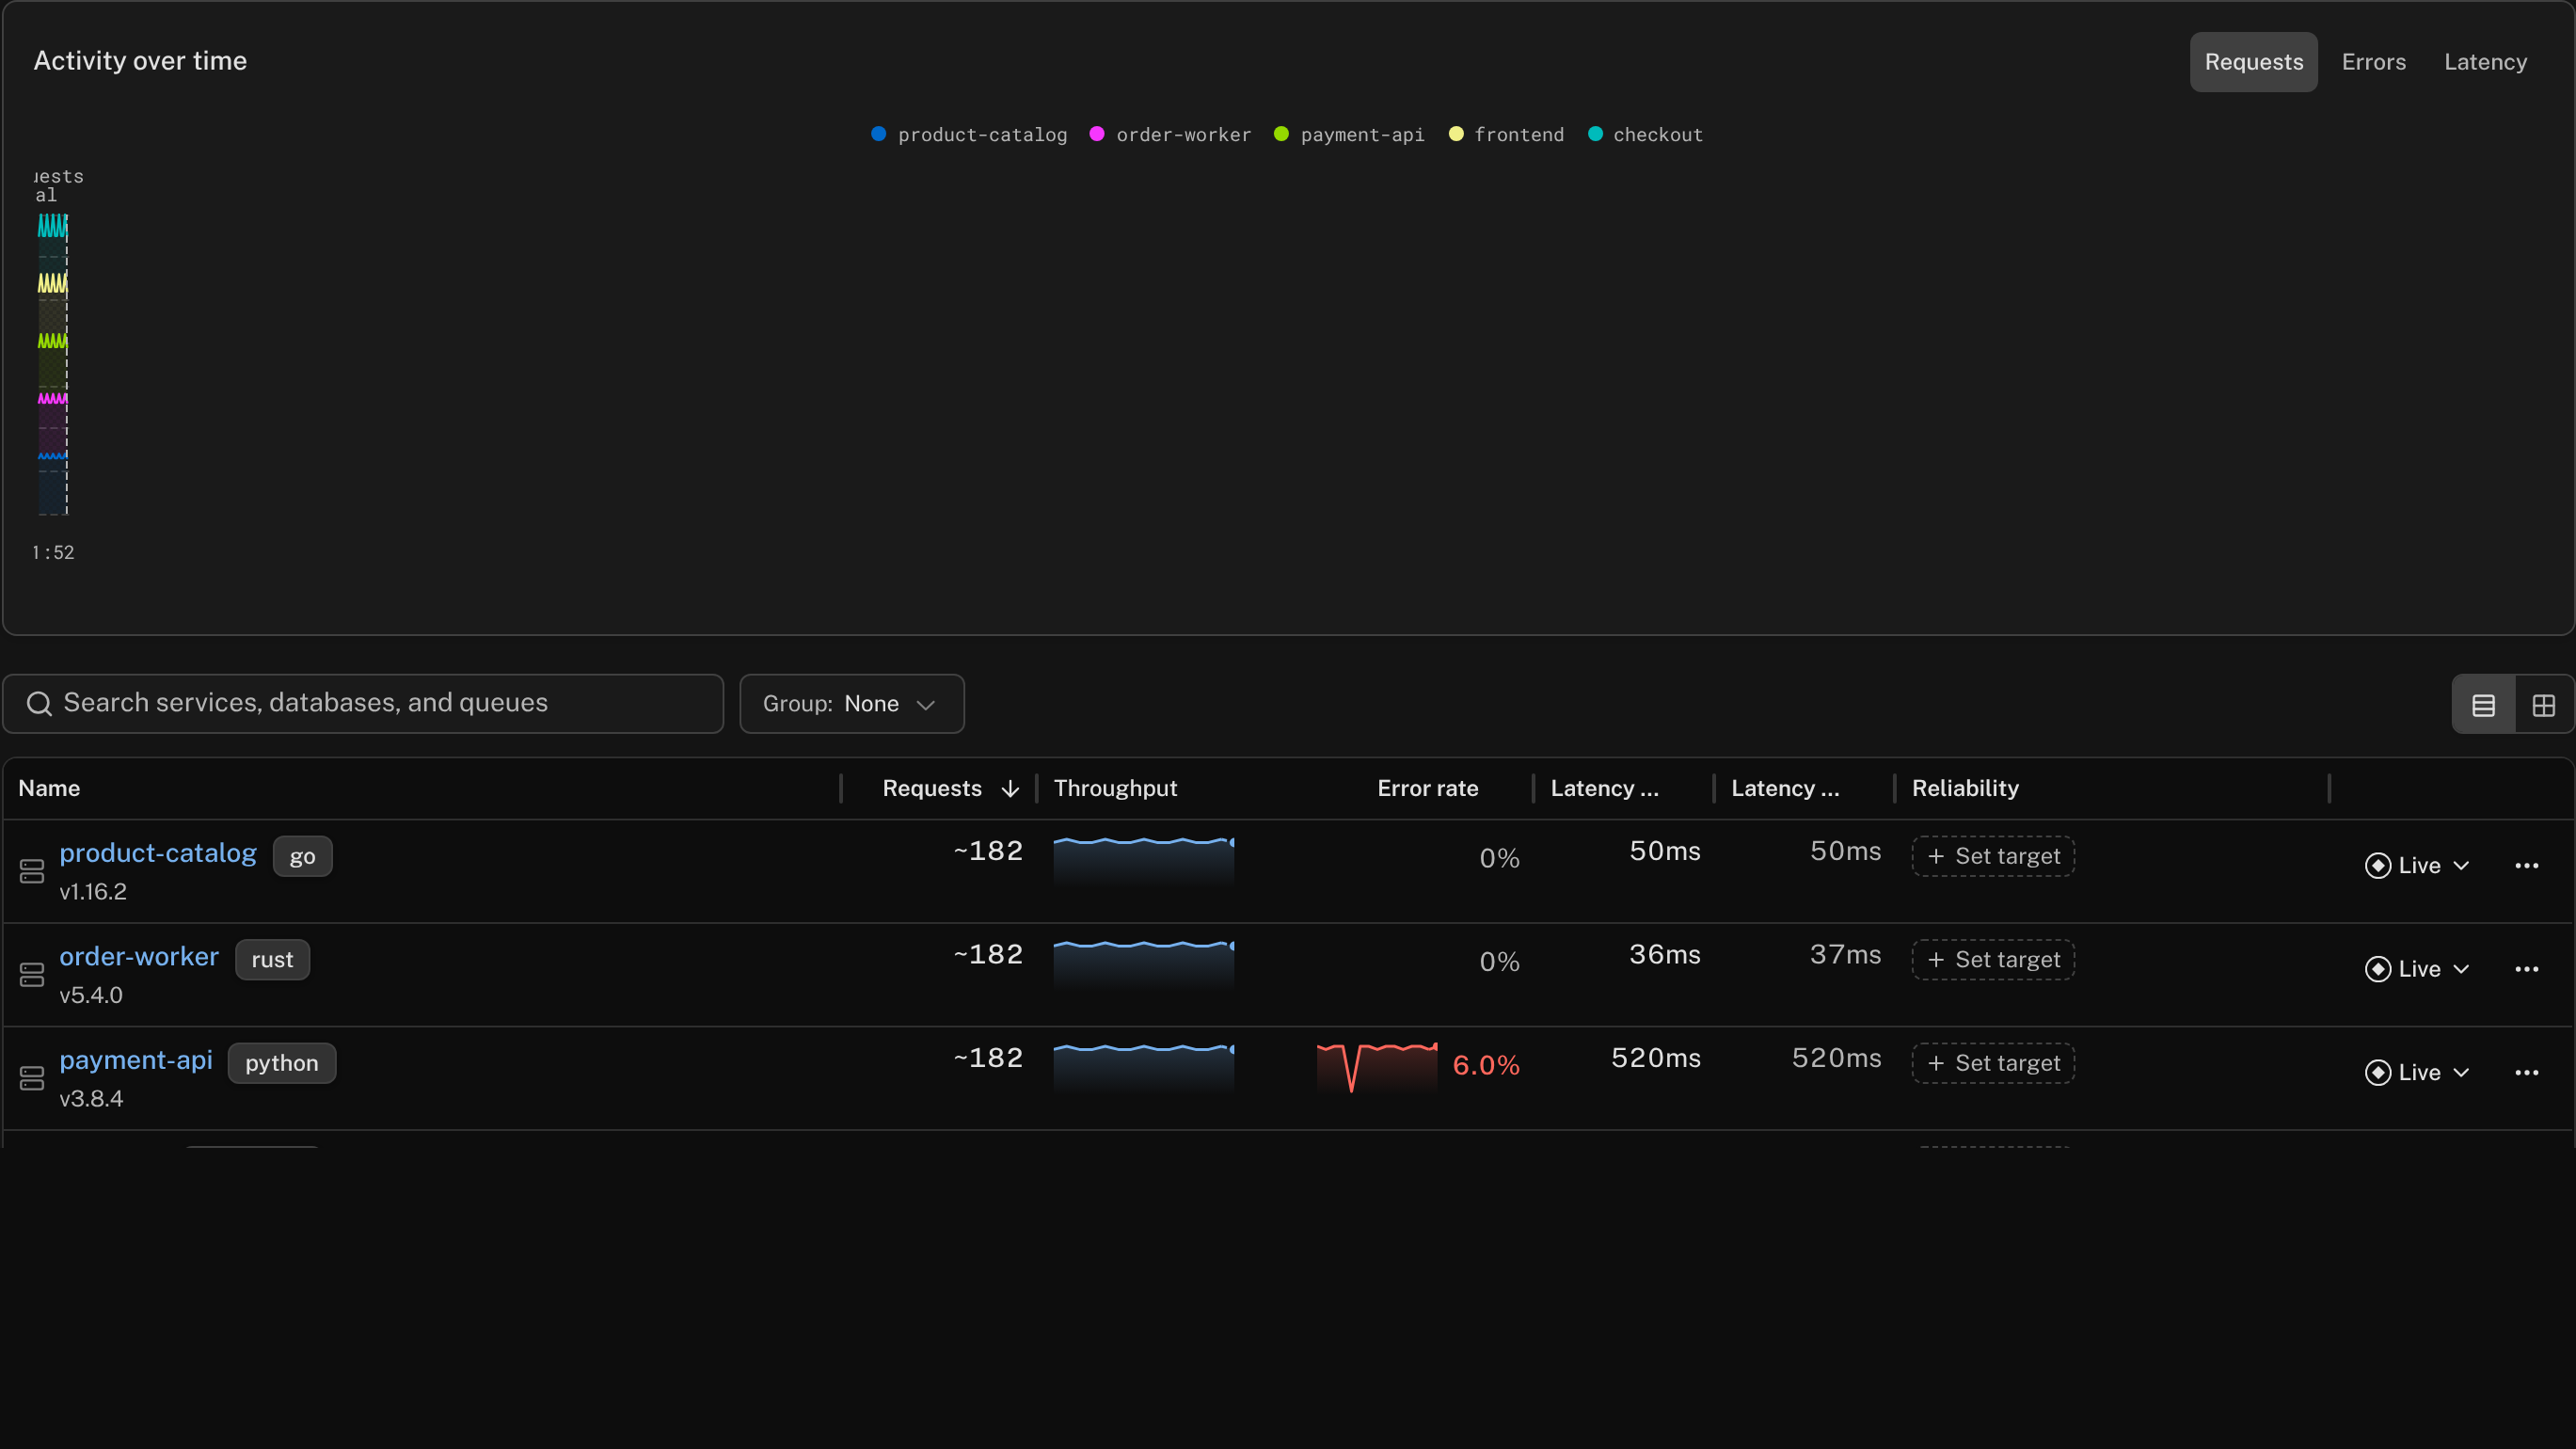 Activity over time
Requests Errors Latency
product-catalog order-worker payment-api frontend checkout
ests
al
1:52
Search services, databases, and queues
Group: None
Name Requests Throughput Error rate Latency ... Latency ... Reliability
product-catalog go ~182 0% 50ms 50ms + Set target Live
v1.16.2
order-worker rust ~182 0% 36ms 37ms + Set target Live
v5.4.0
payment-api python ~182 6.0% 520ms 520ms + Set target Live
v3.8.4